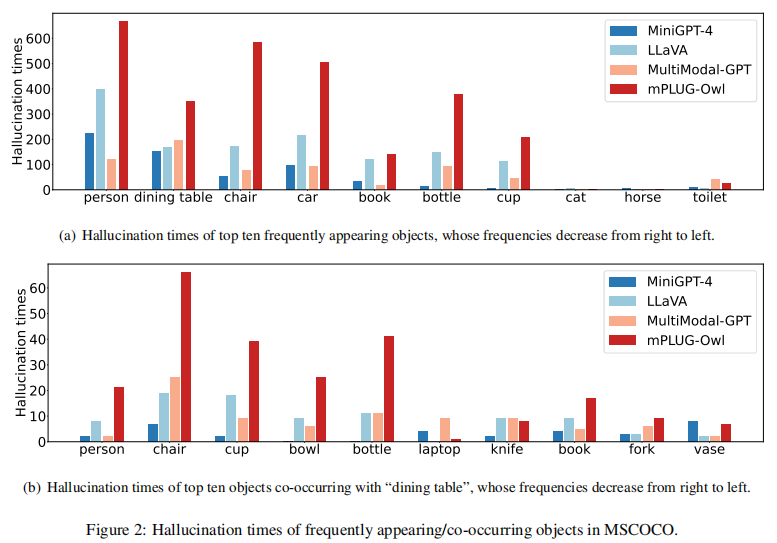 Hallucination times
600
500
400
300
200
100
0
MiniGPT-4
LLaVA
MultiModal-GPT
mPLUG-Owl
person dining table chair car book bottle cup cat horse toilet
(a) Hallucination times of top ten frequently appearing objects, whose frequencies decrease from right to left.
Hallucination times
60
50
40
30
20
10
0
MiniGPT-4
LLaVA
MultiModal-GPT
mPLUG-Owl
person chair cup bowl bottle laptop knife book fork vase
(b) Hallucination times of top ten objects co-occurring with “dining table”, whose frequencies decrease from right to left.
Figure 2: Hallucination times of frequently appearing/co-occurring objects in MSCOCO.